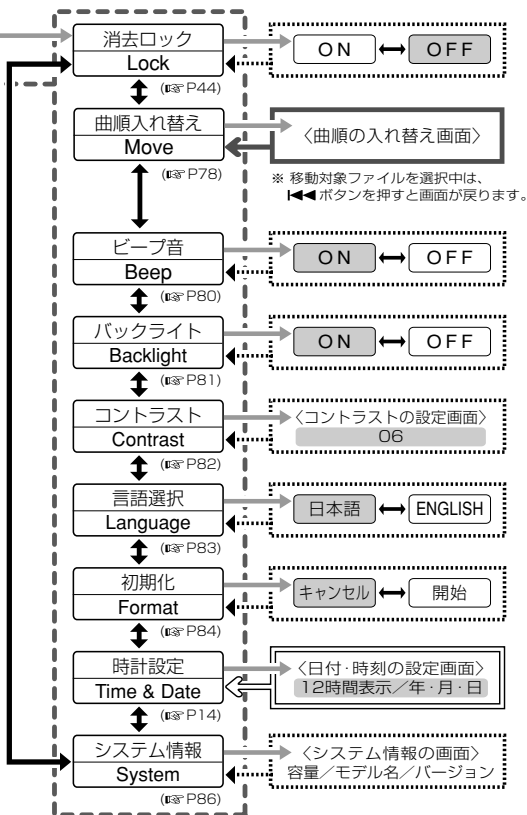 消去ロック
Lock
ON ↔ OFF
(☞ P44)
曲順入れ替え
Move
〈曲順の入れ替え画面〉
(☞ P78)
※ 移動対象ファイルを選択中は、
I◀◀ ボタンを押すと画面が戻ります。
ビープ音
Beep
ON ↔ OFF
(☞ P80)
バックライト
Backlight
ON ↔ OFF
(☞ P81)
コントラスト
Contrast
〈コントラストの設定画面〉
06
(☞ P82)
言語選択
Language
日本語 ↔ ENGLISH
(☞ P83)
初期化
Format
キャンセル ↔ 開始
(☞ P84)
時計設定
Time & Date
〈日付・時刻の設定画面〉
12時間表示／年・月・日
(☞ P14)
システム情報
System
〈システム情報の画面〉
容量／モデル名／バージョン
(☞ P86)